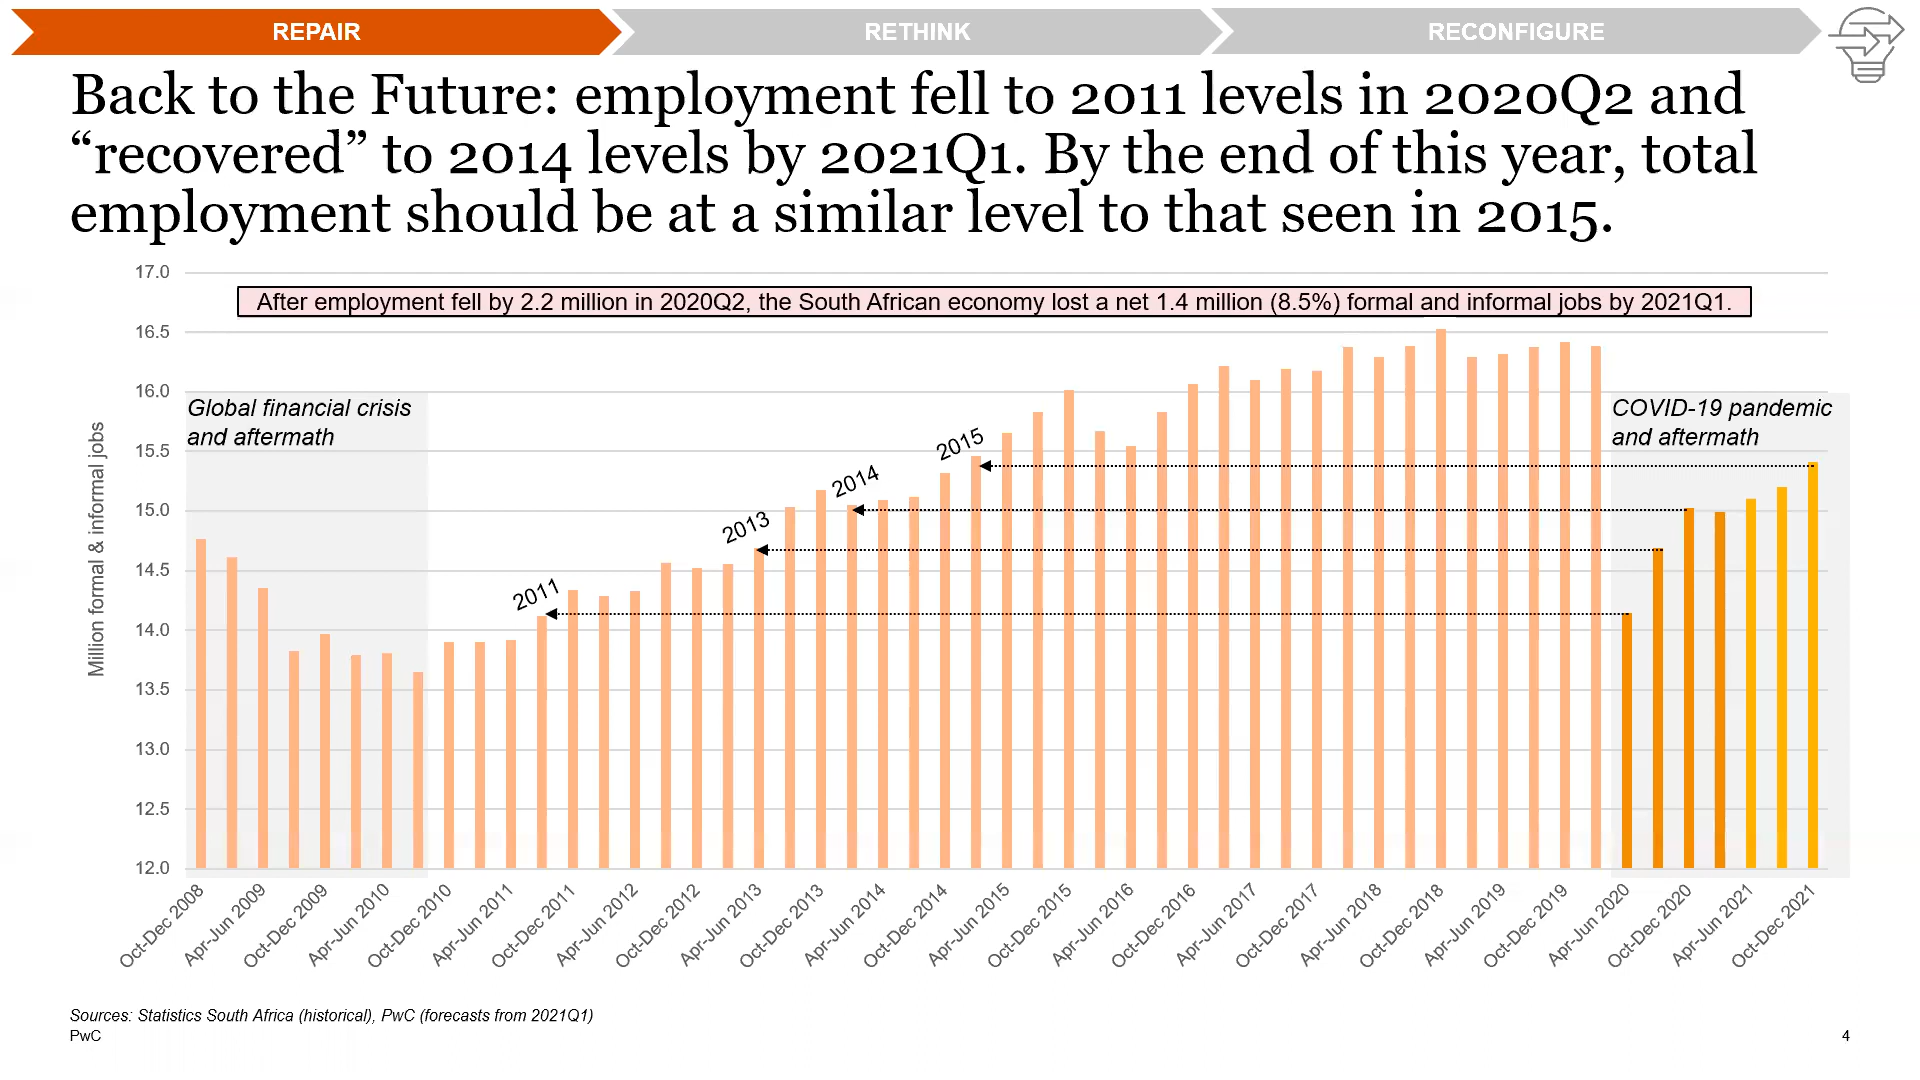 REPAIR
RETHINK
RECONFIGURE
Back to the Future: employment fell to 2011 levels in 2020Q2 and
“recovered” to 2014 levels by 2021Q1. By the end of this year, total
employment should be at a similar level to that seen in 2015.
17.0
After employment fell by 2.2 million in 2020Q2, the South African economy lost a net 1.4 million (8.5%) formal and informal jobs by 2021Q1.
16.5
16.0
Global financial crisis
and aftermath
COVID-19 pandemic
and aftermath
15.5
15.0
14.5
14.0
13.5
13.0
12.5
12.0
Million formal & informal jobs
2011
2013
2014
2015
Oct-Dec 2008
Apr-Jun 2009
Oct-Dec 2009
Apr-Jun 2010
Oct-Dec 2010
Apr-Jun 2011
Oct-Dec 2011
Apr-Jun 2012
Oct-Dec 2012
Apr-Jun 2013
Oct-Dec 2013
Apr-Jun 2014
Oct-Dec 2014
Apr-Jun 2015
Oct-Dec 2015
Apr-Jun 2016
Oct-Dec 2016
Apr-Jun 2017
Oct-Dec 2017
Apr-Jun 2018
Oct-Dec 2018
Apr-Jun 2019
Oct-Dec 2019
Apr-Jun 2020
Oct-Dec 2020
Apr-Jun 2021
Oct-Dec 2021
Sources: Statistics South Africa (historical), PwC (forecasts from 2021Q1)
PwC
4